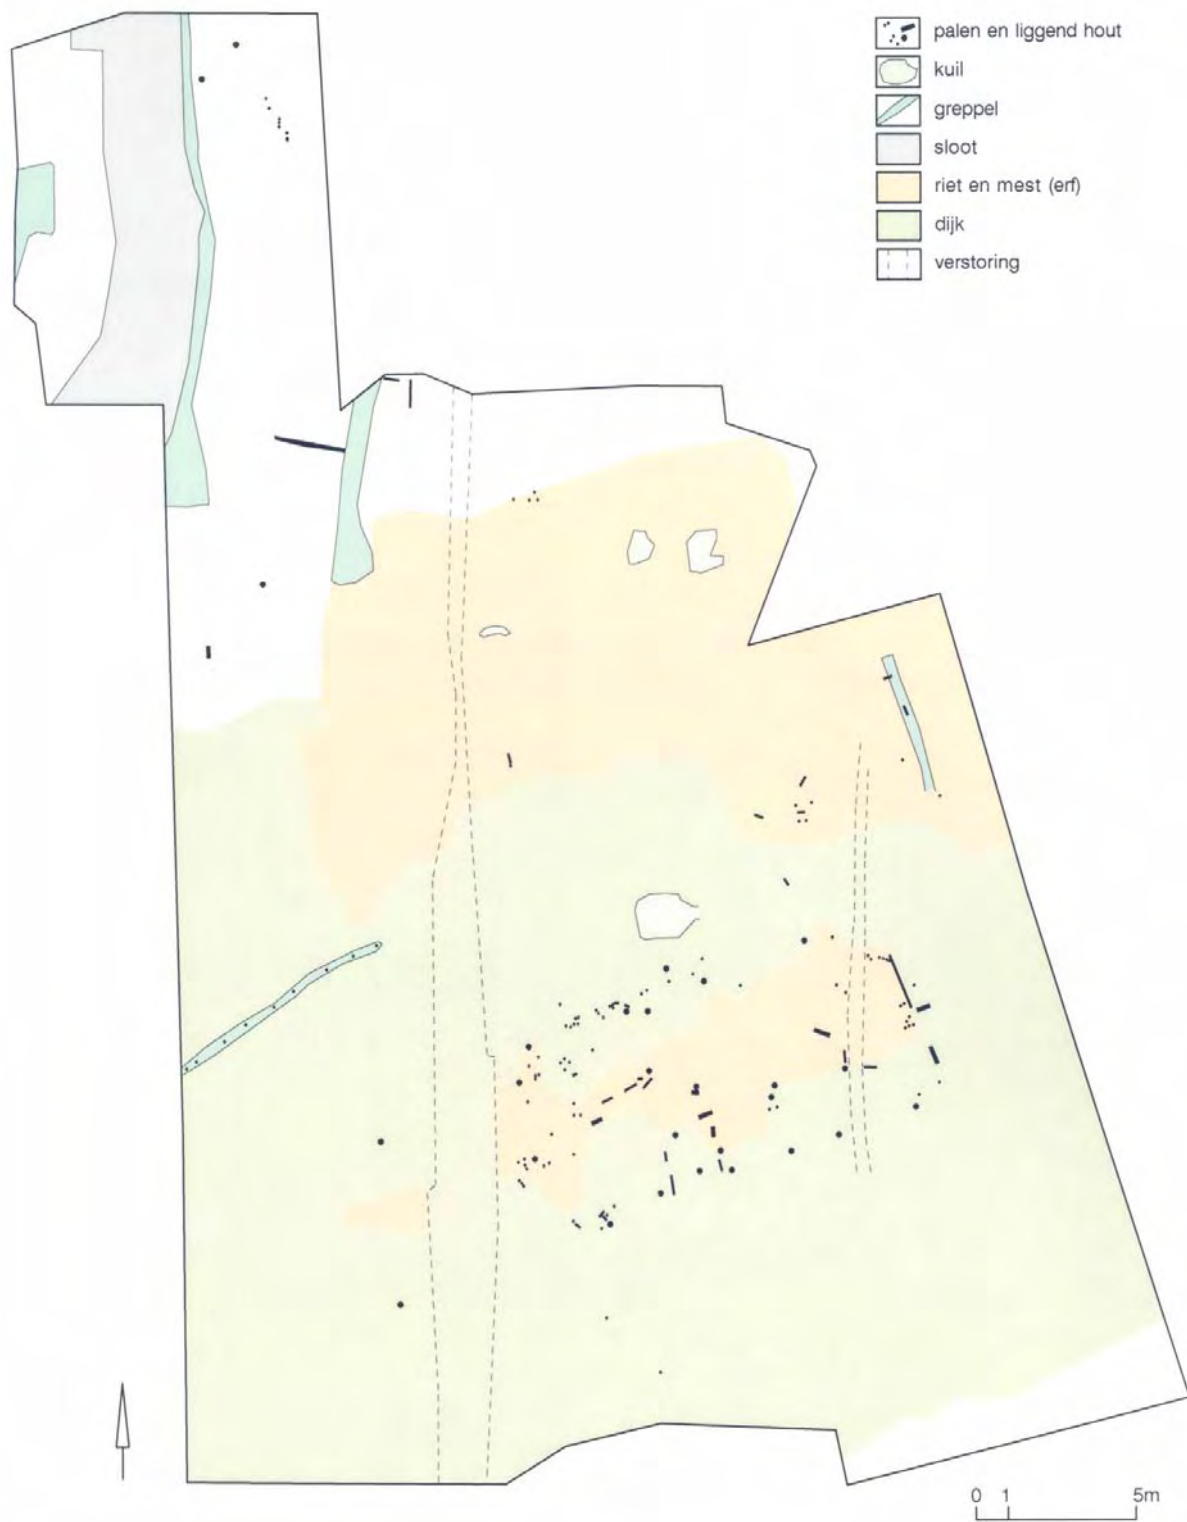 palen en liggend hout
kuil
greppel
sloot
riet en mest (erf)
dijk
verstoring
0 1 5m